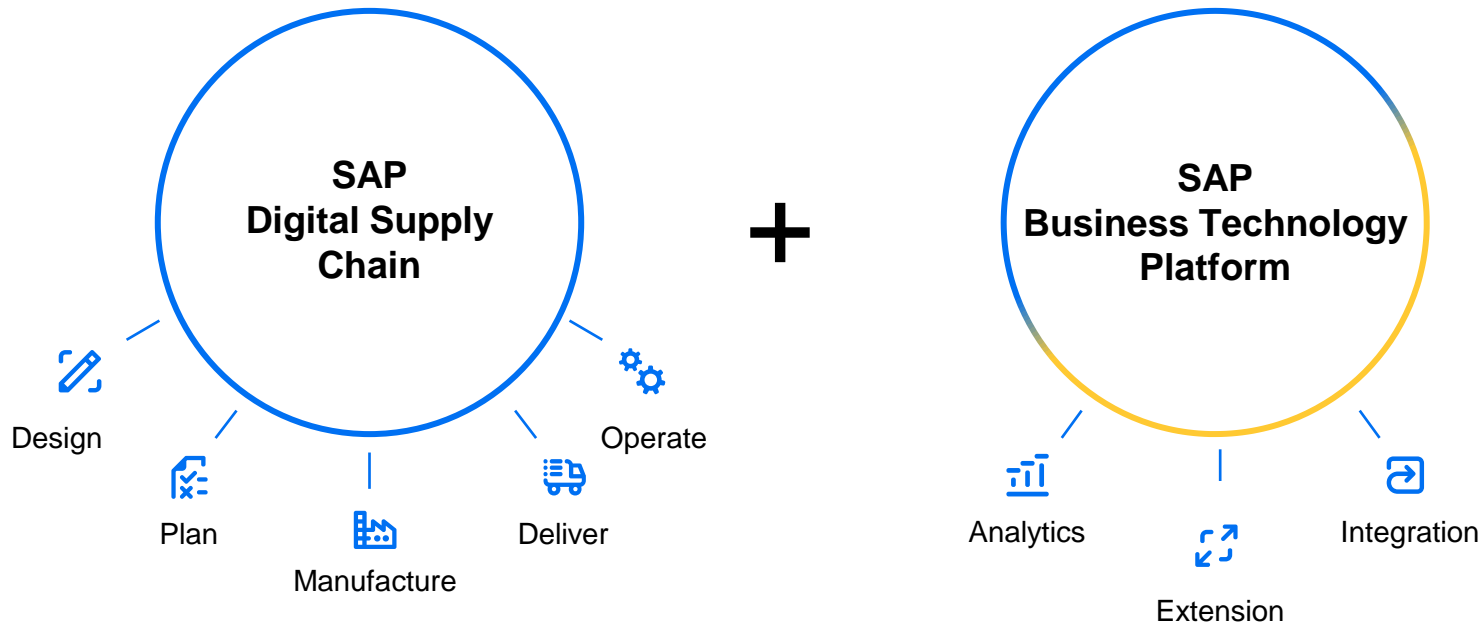 SAP
Digital Supply
Chain
Design
Plan
Manufacture
Deliver
Operate
+
SAP
Business Technology
Platform
Analytics
Extension
Integration